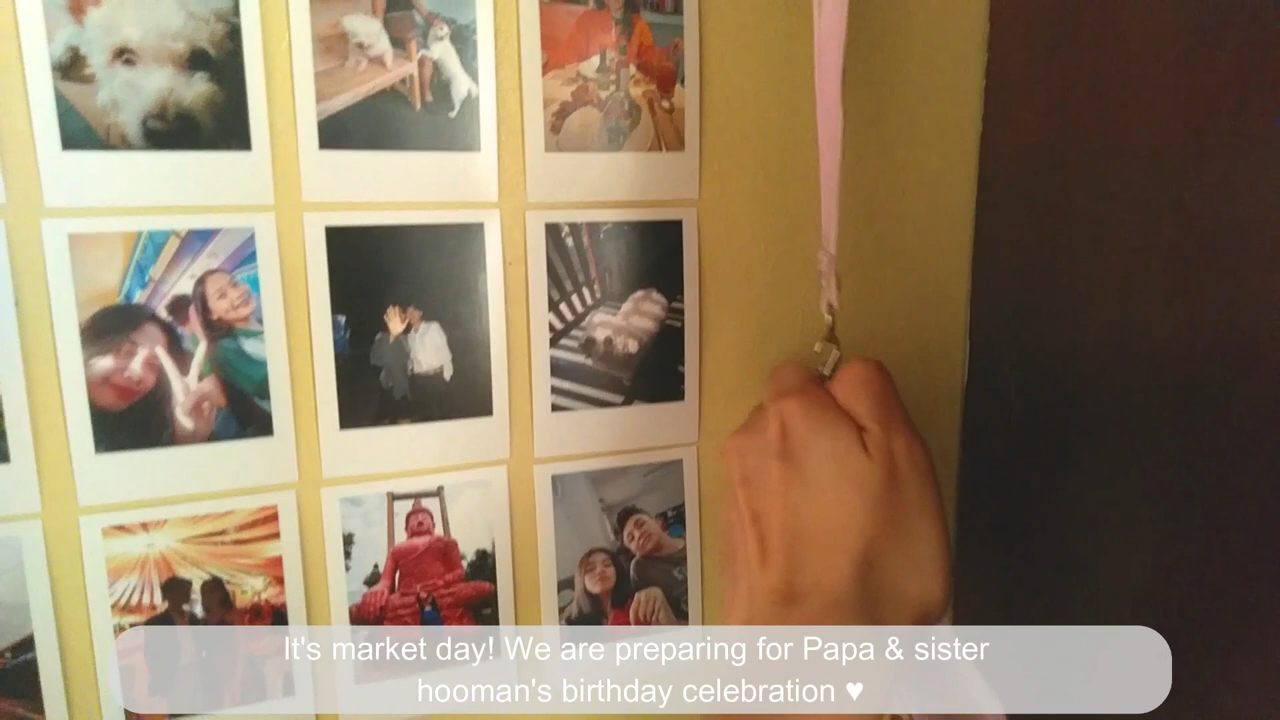 It's market day! We are preparing for Papa & sister
hooman's birthday celebration ♥